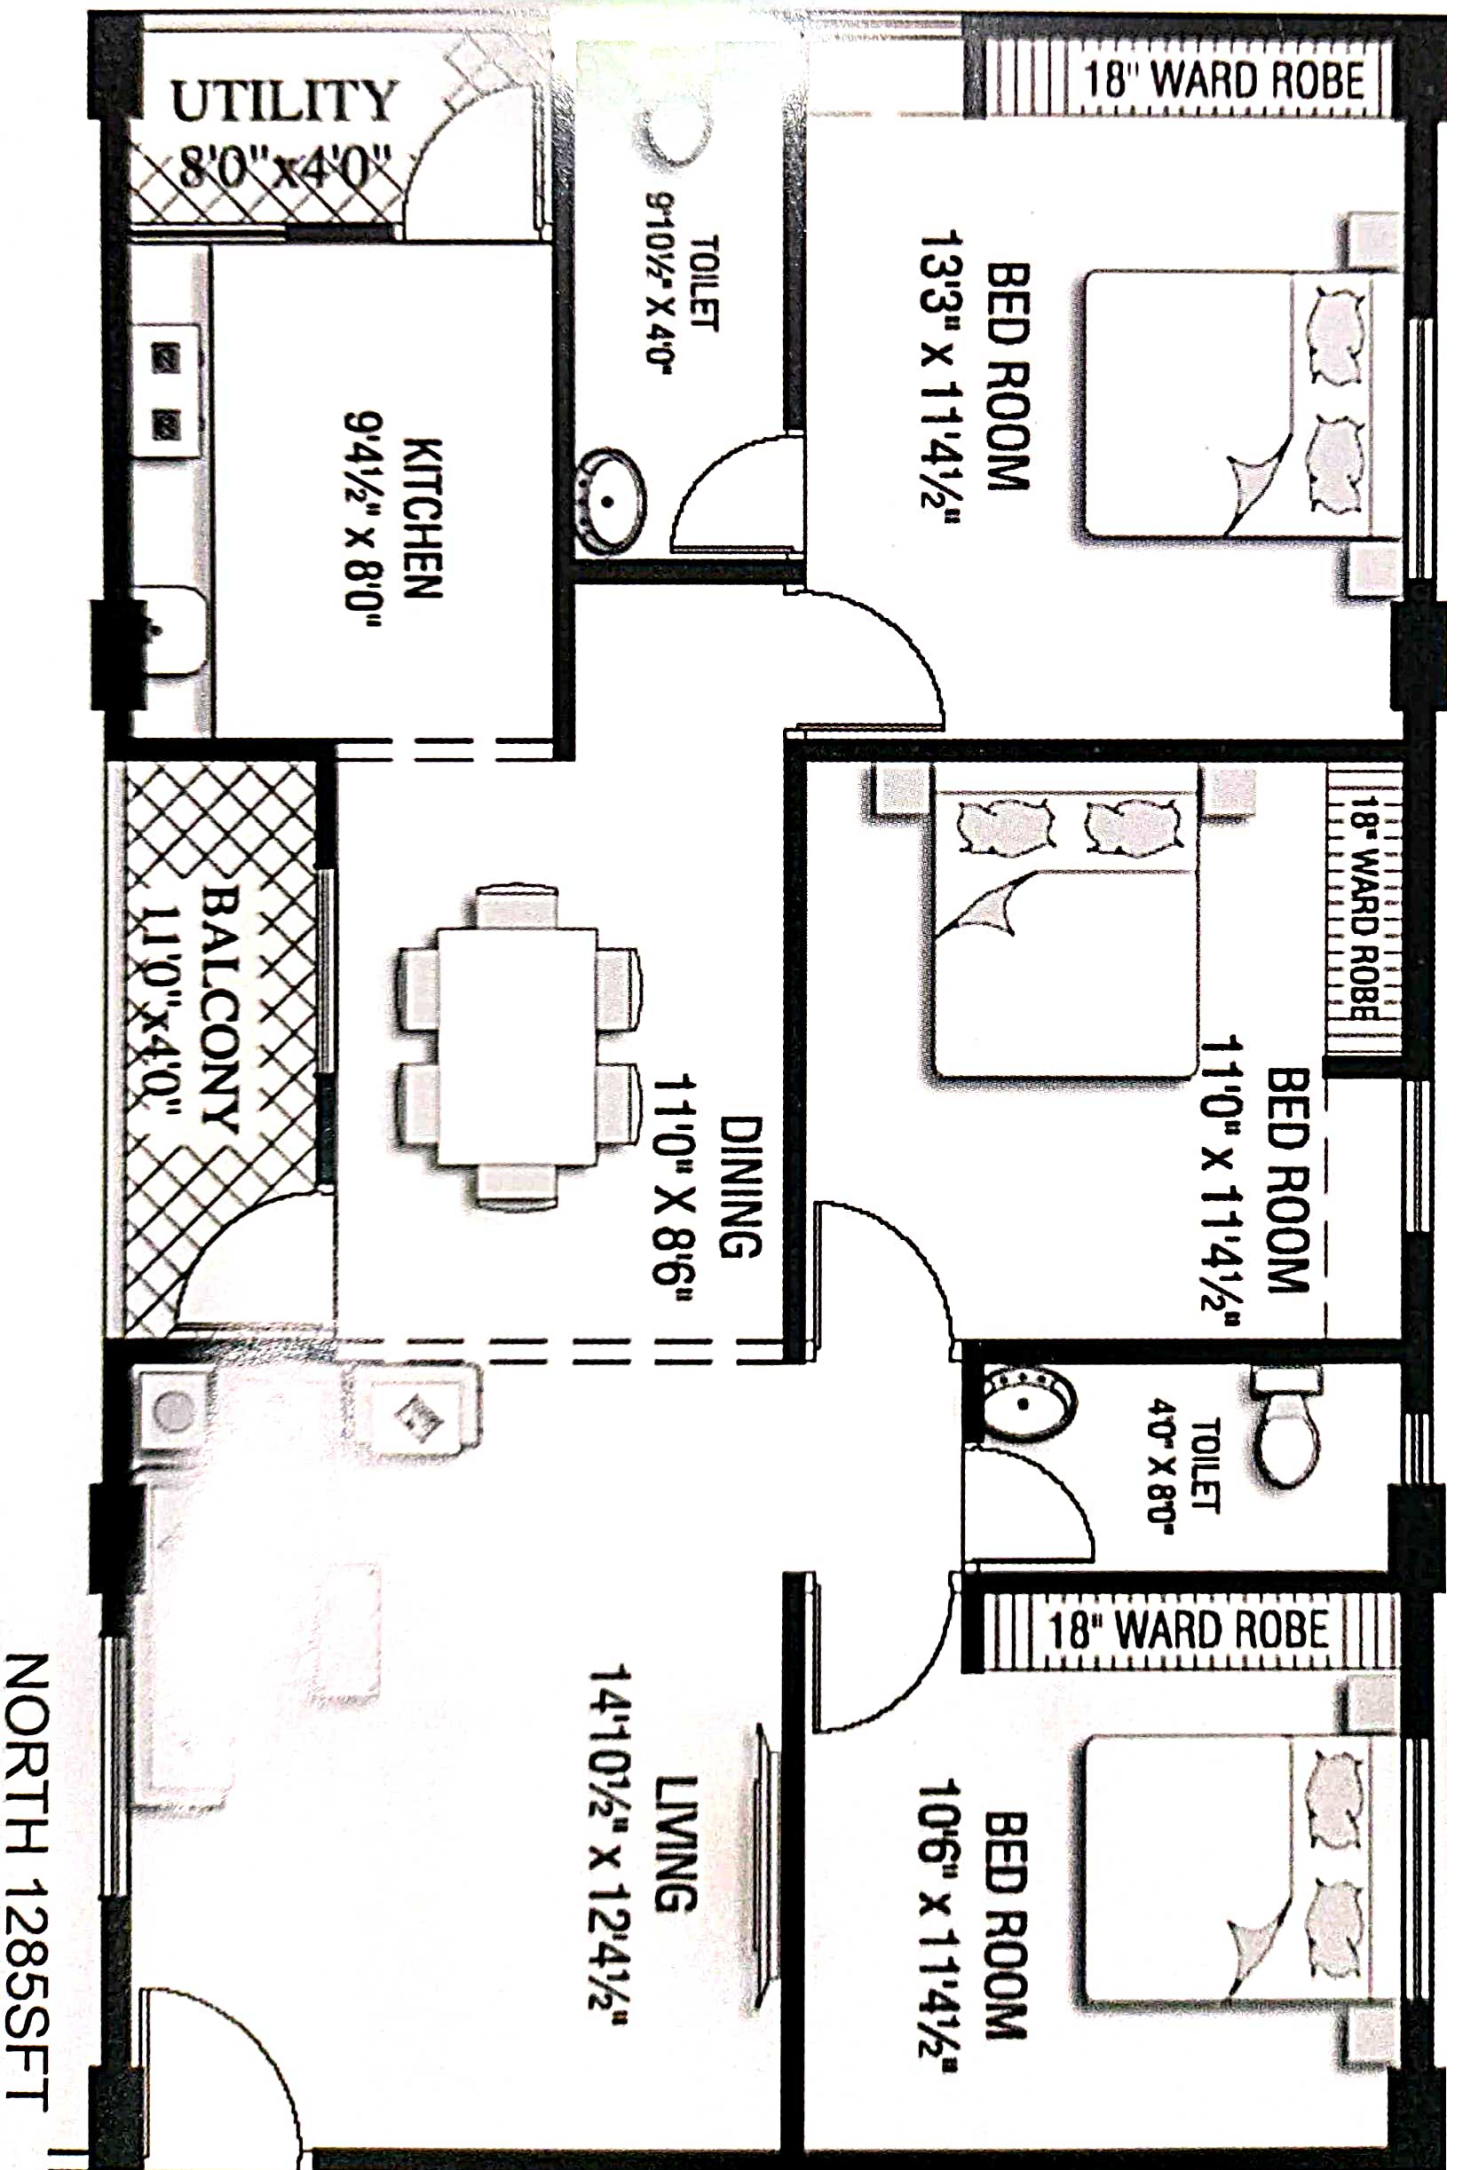 18" WARD ROBE
UTILITY
8'0"x4'0"
TOILET
9'10½" X 4'0"
BED ROOM
13'3" x 11'4½"
KITCHEN
9'4½" x 8'0"
18" WARD ROBE
BED ROOM
11'0" x 11'4½"
BALCONY
11'0"x4'0"
DINING
11'0" X 8'6"
TOILET
4'0" X 8'0"
18" WARD ROBE
LIVING
14'10½" x 12'4½"
BED ROOM
10'6" x 11'4½"
NORTH 1285SFT